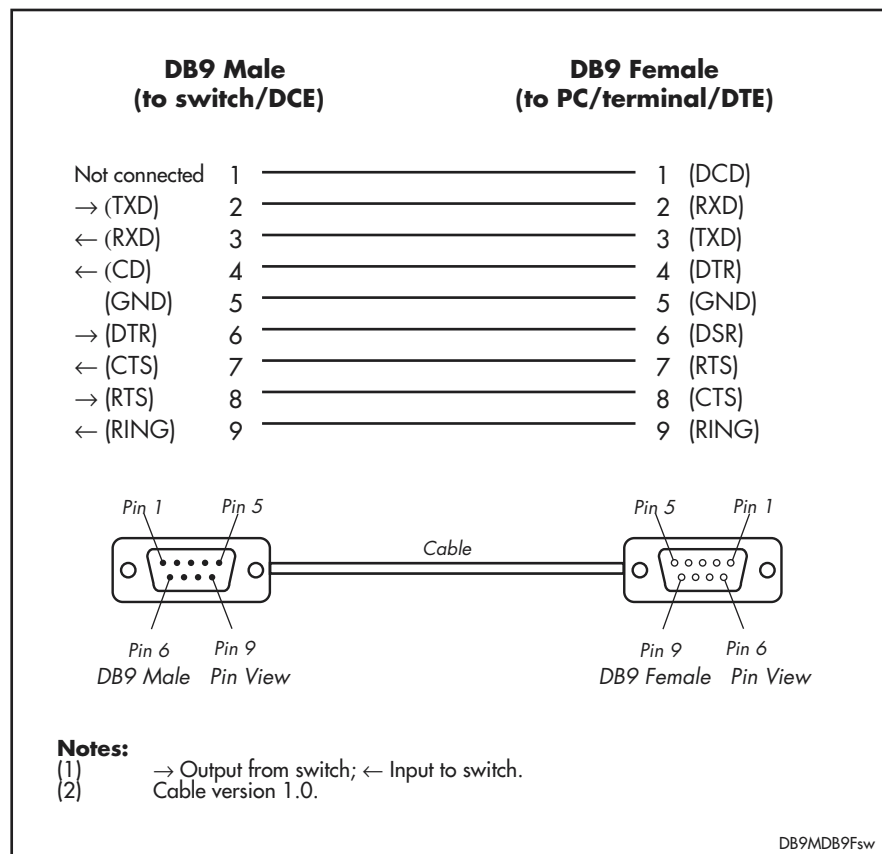 DB9 Male DB9 Female
(to switch/DCE) (to PC/terminal/DTE)
Not connected 1 1 (DCD)
→ (TXD) 2 2 (RXD)
← (RXD) 3 3 (TXD)
← (CD) 4 4 (DTR)
(GND) 5 5 (GND)
→ (DTR) 6 6 (DSR)
← (CTS) 7 7 (RTS)
→ (RTS) 8 8 (CTS)
← (RING) 9 9 (RING)
Pin 1 Pin 5 Pin 5 Pin 1
Cable
Pin 6 Pin 9 Pin 9 Pin 6
DB9 Male Pin View DB9 Female Pin View
Notes:
(1) → Output from switch; ← Input to switch.
(2) Cable version 1.0.
DB9MDB9Fsw